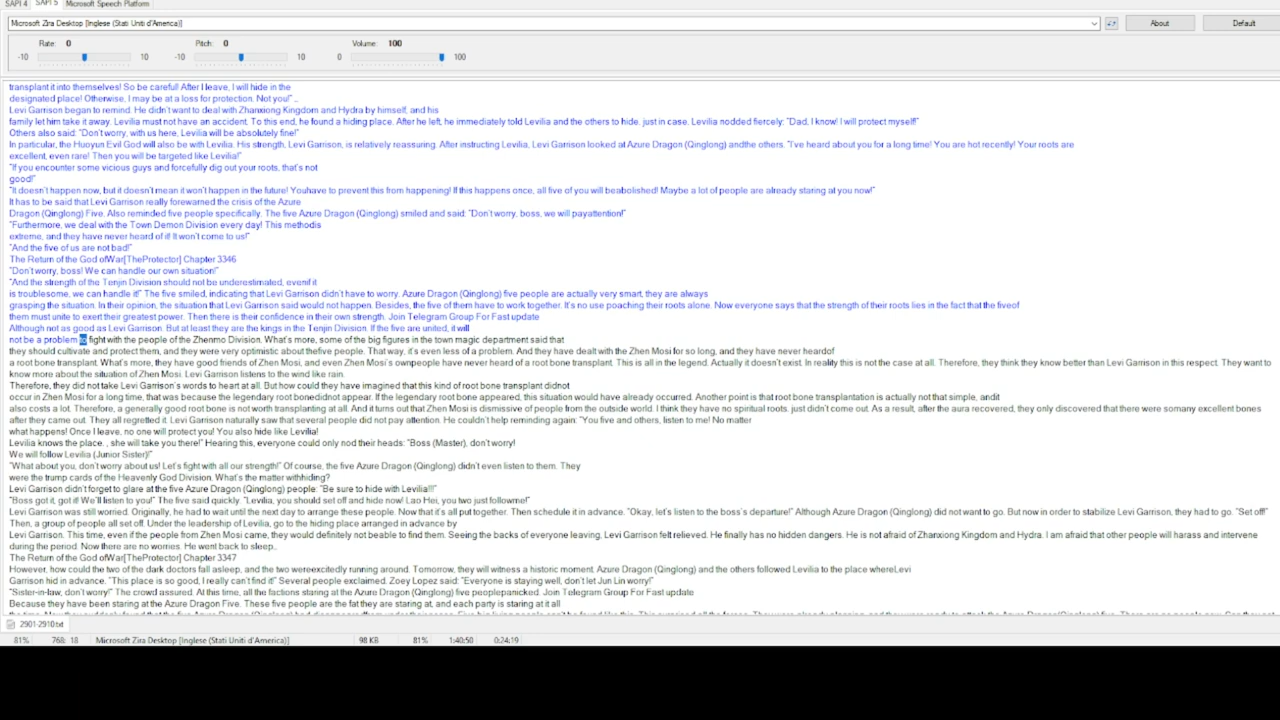 SAPI 4 SAPI 5 Microsoft Speech Platform
Microsoft Zira Desktop [Inglese (Stati Uniti d'America)] About Default
Rate: 0 Pitch: 0 Volume: 100
-10 10 -10 10 0 100
transplant it into themselves! So be careful! After I leave, I will hide in the
designated place! Otherwise, I may be at a loss for protection. Not you!"..
Levi Garrison began to remind. He didn't want to deal with Zhanxiong Kingdom and Hydra by himself, and his
family let him take it away. Levilia must not have an accident. To this end, he found a hiding place. After he left, he immediately told Levilia and the others to hide. just in case. Levilia nodded fiercely: "Dad, I know! I will protect myself!"
Others also said: "Don't worry, with us here, Levilia will be absolutely fine!"
In particular, the Huoyun Evil God will also be with Levilia. His strength, Levi Garrison, is relatively reassuring. After instructing Levilia, Levi Garrison looked at Azure Dragon (Qinglong) andthe others. "I've heard about you for a long time! You are hot recently! Your roots are
excellent, even rare! Then you will be targeted like Levilia!"
"If you encounter some vicious guys and forcefully dig out your roots, that's not
good!"
"It doesn't happen now, but it doesn't mean it won't happen in the future! Youhave to prevent this from happening! If this happens once, all five of you will beabolished! Maybe a lot of people are already staring at you now!"
It has to be said that Levi Garrison really forewarned the crisis of the Azure
Dragon (Qinglong) Five. Also reminded five people specifically. The five Azure Dragon (Qinglong) smiled and said: "Don't worry, boss, we will payattention!"
"Furthermore, we deal with the Town Demon Division every day! This methodis
extreme, and they have never heard of it! It won't come to us!"
"And the five of us are not bad!"
The Return of the God ofWar[TheProtector] Chapter 3346
"Don't worry, boss! We can handle our own situation!"
"And the strength of the Tenjin Division should not be underestimated, evenif it
is troublesome, we can handle it!" The five smiled, indicating that Levi Garrison didn't have to worry. Azure Dragon (Qinglong) five people are actually very smart, they are always
grasping the situation. In their opinion, the situation that Levi Garrison said would not happen. Besides, the five of them have to work together. It's no use poaching their roots alone. Now everyone says that the strength of their roots lies in the fact that the fiveof
them must unite to exert their greatest power. Then there is their confidence in their own strength. Join Telegram Group For Fast update
Although not as good as Levi Garrison. But at least they are the kings in the Tenjin Division. If the five are united, it will
not be a problem to fight with the people of the Zhenmo Division. What's more, some of the big figures in the town magic department said that
they should cultivate and protect them, and they were very optimistic about thefive people. That way, it's even less of a problem. And they have dealt with the Zhen Mosi for so long, and they have never heardof
a root bone transplant. What's more, they have good friends of Zhen Mosi, and even Zhen Mosi's ownpeople have never heard of a root bone transplant. This is all in the legend. Actually it doesn't exist. In reality this is not the case at all. Therefore, they think they know better than Levi Garrison in this respect. They want to
know more about the situation of Zhen Mosi. Levi Garrison listens to the wind like rain.
Therefore, they did not take Levi Garrison's words to heart at all. But how could they have imagined that this kind of root bone transplant didnot
occur in Zhen Mosi for a long time, that was because the legendary root bonedidnot appear. If the legendary root bone appeared, this situation would have already occurred. Another point is that root bone transplantation is actually not that simple, andit
also costs a lot. Therefore, a generally good root bone is not worth transplanting at all. And it turns out that Zhen Mosi is dismissive of people from the outside world. I think they have no spiritual roots. just didn't come out. As a result, after the aura recovered, they only discovered that there were somany excellent bones
after they came out. They all regretted it. Levi Garrison naturally saw that several people did not pay attention. He couldn't help reminding again: "You five and others, listen to me! No matter
what happens! Once I leave, no one will protect you! You also hide like Levilia!
Levilia knows the place. , she will take you there!" Hearing this, everyone could only nod their heads: "Boss (Master), don't worry!
We will follow Levilia (Junior Sister)!"
"What about you, don't worry about us! Let's fight with all our strength!" Of course, the five Azure Dragon (Qinglong) didn't even listen to them. They
were the trump cards of the Heavenly God Division. What's the matter withhiding?
Levi Garrison didn't forget to glare at the five Azure Dragon (Qinglong) people: "Be sure to hide with Levilia!!!"
"Boss got it, got it! We'll listen to you!" The five said quickly. "Levilia, you should set off and hide now! Lao Hei, you two just followme!"
Levi Garrison was still worried. Originally, he had to wait until the next day to arrange these people. Now that it's all put together. Then schedule it in advance. "Okay, let's listen to the boss's departure!" Although Azure Dragon (Qinglong) did not want to go. But now in order to stabilize Levi Garrison, they had to go. "Set off!"
Then, a group of people all set off. Under the leadership of Levilia, go to the hiding place arranged in advance by
Levi Garrison. This time, even if the people from Zhen Mosi came, they would definitely not beable to find them. Seeing the backs of everyone leaving, Levi Garrison felt relieved. He finally has no hidden dangers. He is not afraid of Zhanxiong Kingdom and Hydra. I am afraid that other people will harass and intervene
during the period. Now there are no worries. He went back to sleep..
The Return of the God ofWar[TheProtector] Chapter 3347
However, how could the two of the dark doctors fall asleep, and the two wereexcitedly running around. Tomorrow, they will witness a historic moment. Azure Dragon (Qinglong) and the others followed Levilia to the place whereLevi
Garrison hid in advance. "This place is so good, I really can't find it!" Several people exclaimed. Zoey Lopez said: "Everyone is staying well, don't let Jun Lin worry!"
"Sister-in-law, don't worry!" The crowd assured. At this time, all the factions staring at the Azure Dragon (Qinglong) five peoplepanicked. Join Telegram Group For Fast update
Because they have been staring at the Azure Dragon Five. These five people are the fat they are staring at, and each party is staring at it all
2901-2910.txt
81% 768: 18 Microsoft Zira Desktop [Inglese (Stati Uniti d'America)] 98 KB 81% 1:40:50 0:24:19